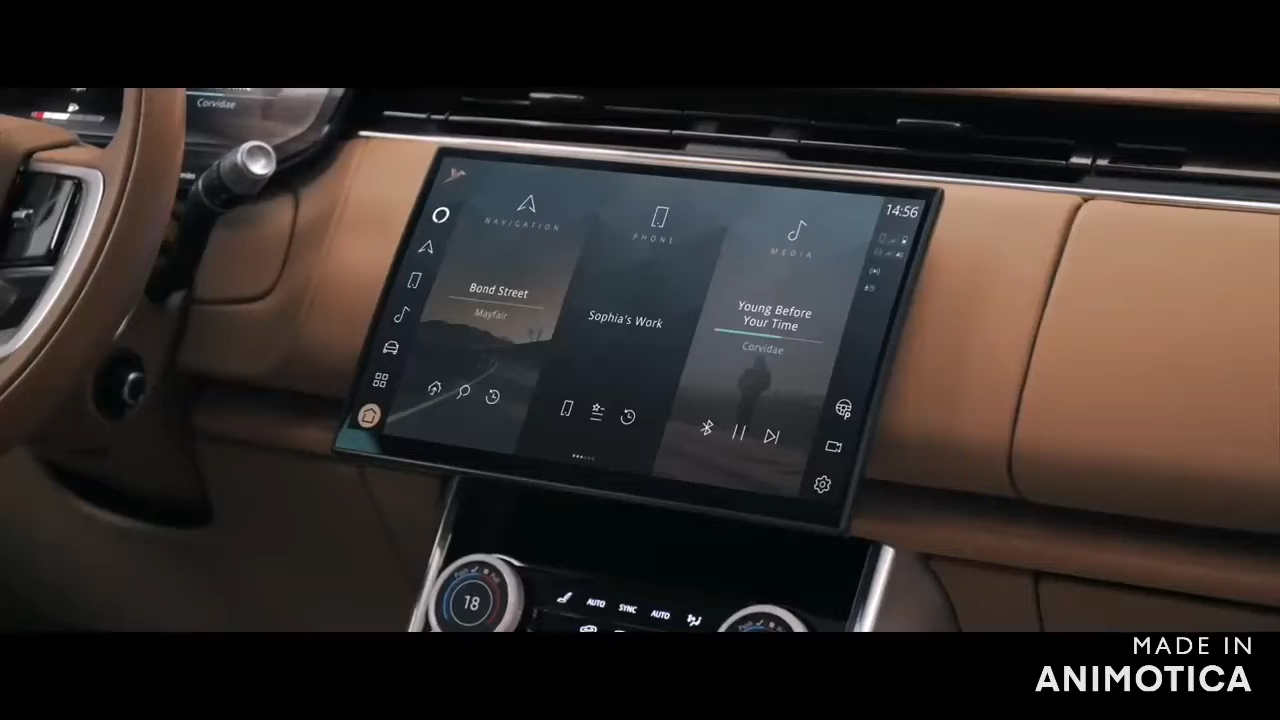 Corvidae
14:56
NAVIGATION
PHONE
MEDIA
Bond Street
Mayfair
Sophia's Work
Young Before
Your Time
Corvidae
P
18
AUTO
SYNC
AUTO
MADE IN
ANIMOTICA